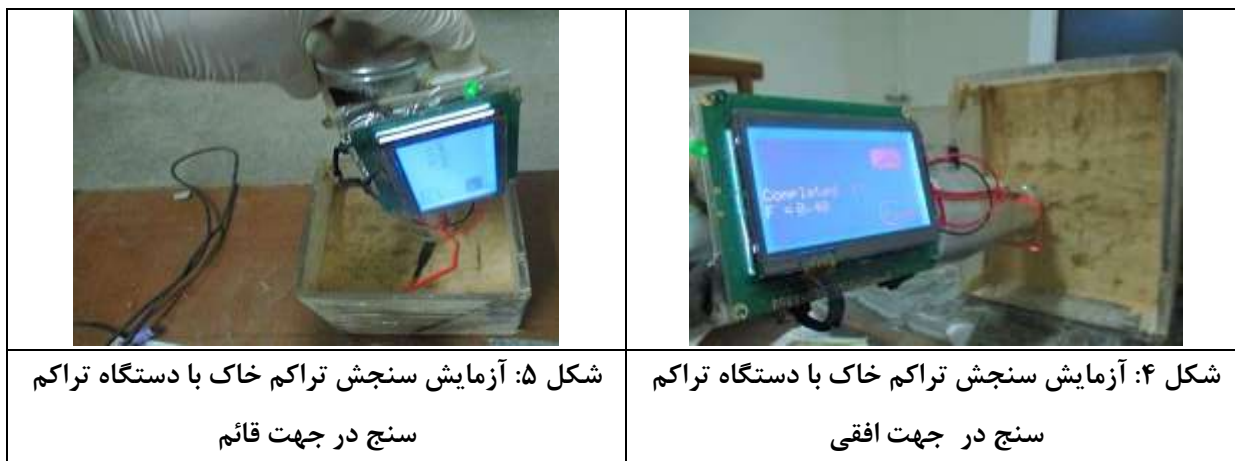 Completed
شکل ۴: آزمایش سنجش تراکم خاک با دستگاه تراکم
سنج در جهت افقی
شکل ۵: آزمایش سنجش تراکم خاک با دستگاه تراکم
سنج در جهت قائم